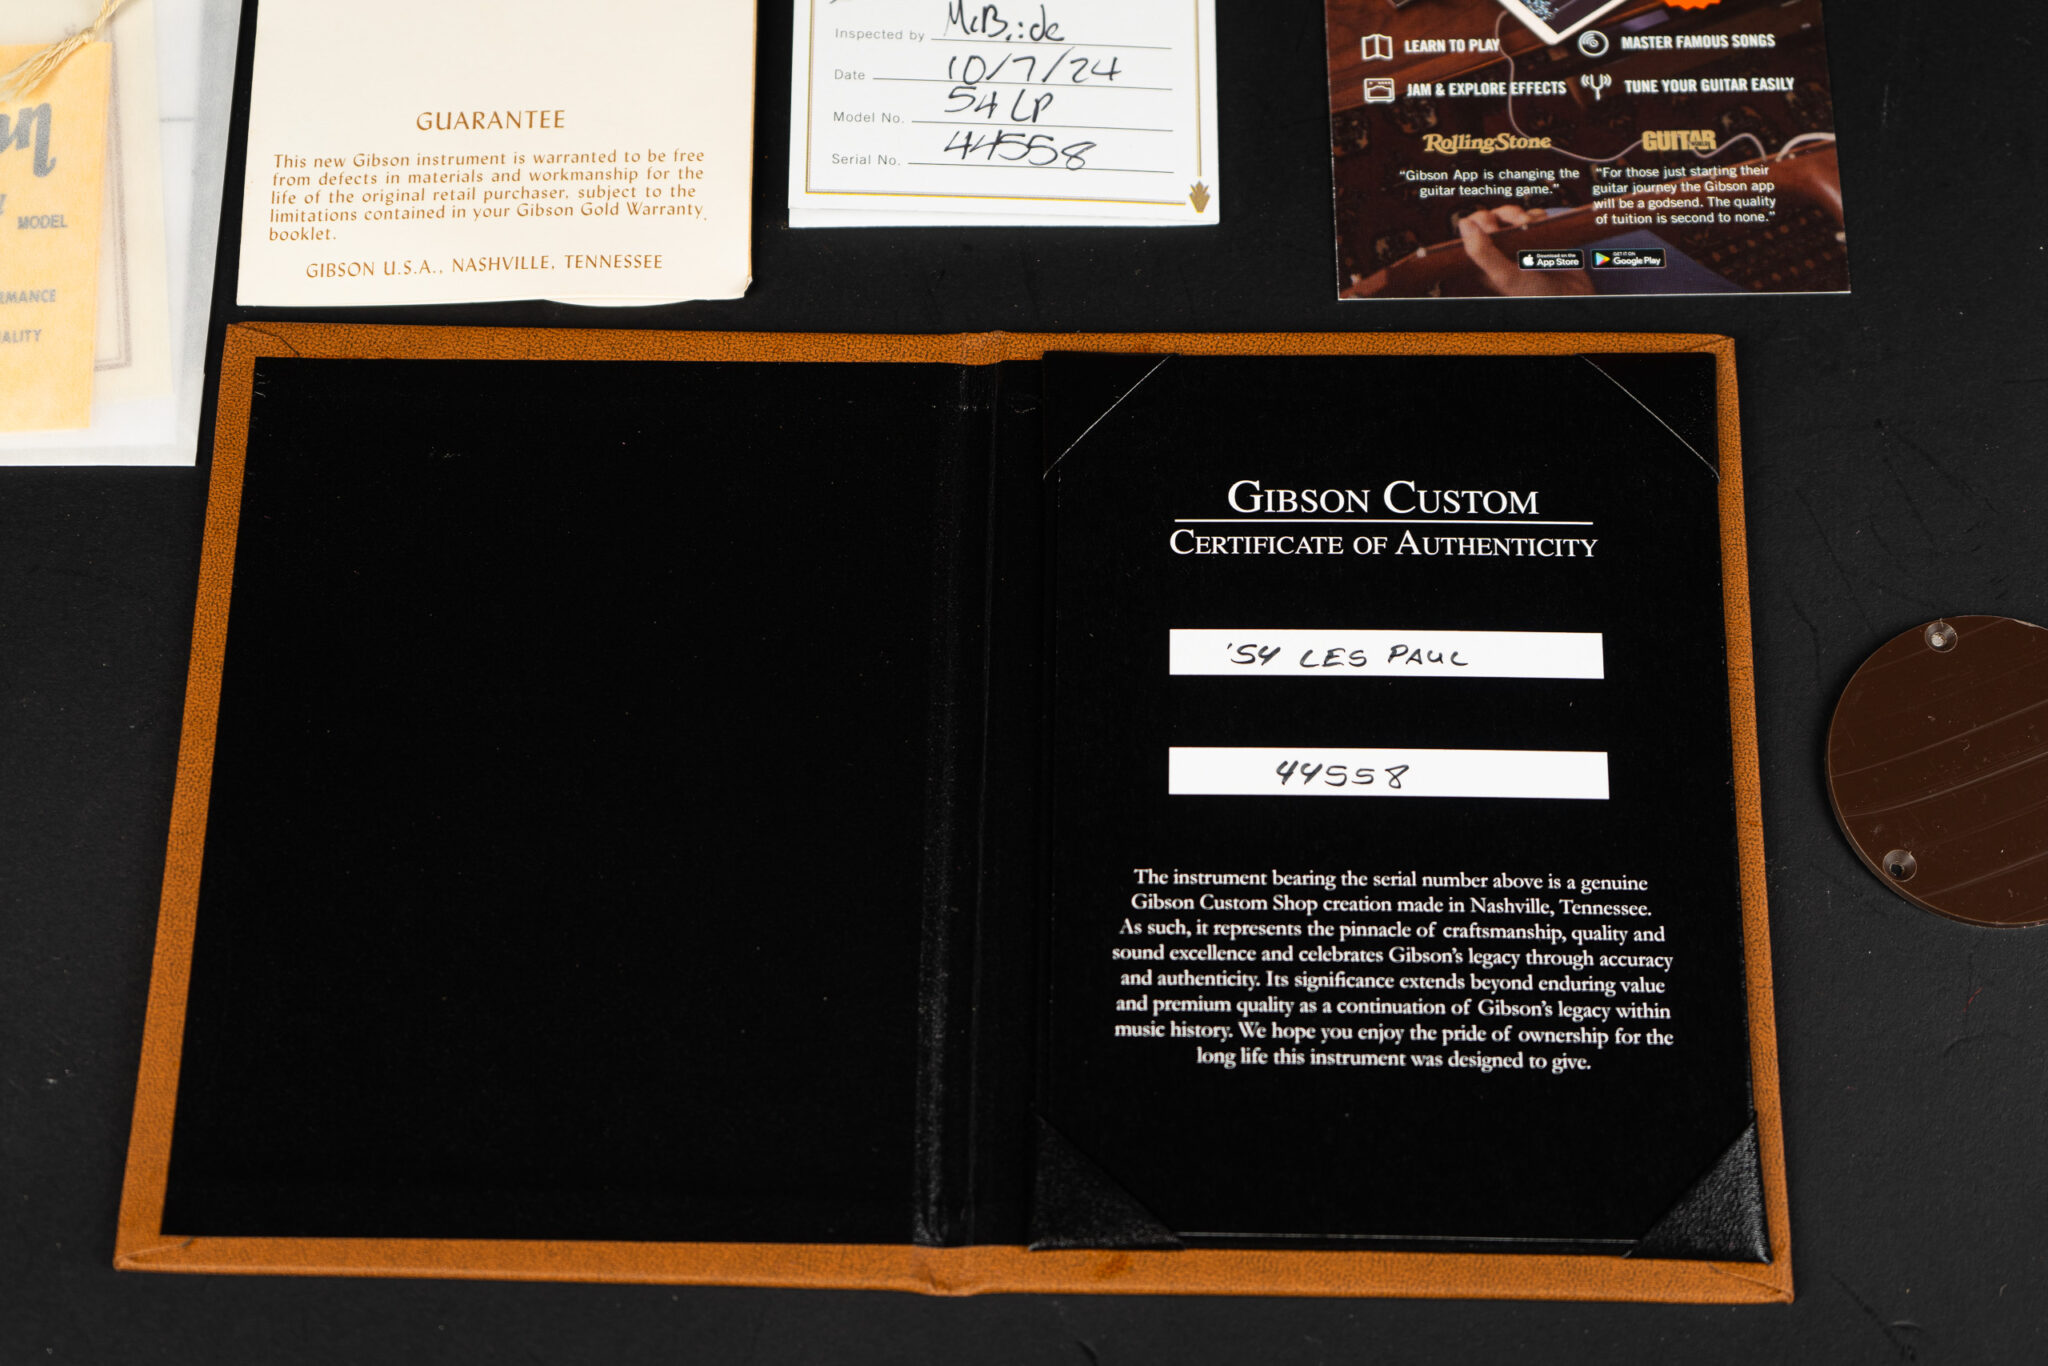 MODEL
GUARANTEE
This new Gibson instrument is warranted to be free
from defects in materials and workmanship for the
life of the original retail purchaser, subject to the
limitations contained in your Gibson Gold Warranty
booklet.
GIBSON U.S.A., NASHVILLE, TENNESSEE
Inspected by McBride
Date 10/7/24
Model No. 54 LP
Serial No. 44558
LEARN TO PLAY
MASTER FAMOUS SONGS
JAM & EXPLORE EFFECTS
TUNE YOUR GUITAR EASILY
RollingStone
"Gibson App is changing the
guitar teaching game."
GUITAR
"For those just starting their
guitar journey the Gibson app
will be a godsend. The quality
of tuition is second to none."
Download on the
App Store
GET IT ON
Google Play
GIBSON CUSTOM
CERTIFICATE OF AUTHENTICITY
'54 LES PAUL
44558
The instrument bearing the serial number above is a genuine
Gibson Custom Shop creation made in Nashville, Tennessee.
As such, it represents the pinnacle of craftsmanship, quality and
sound excellence and celebrates Gibson's legacy through accuracy
and authenticity. Its significance extends beyond enduring value
and premium quality as a continuation of Gibson's legacy within
music history. We hope you enjoy the pride of ownership for the
long life this instrument was designed to give.